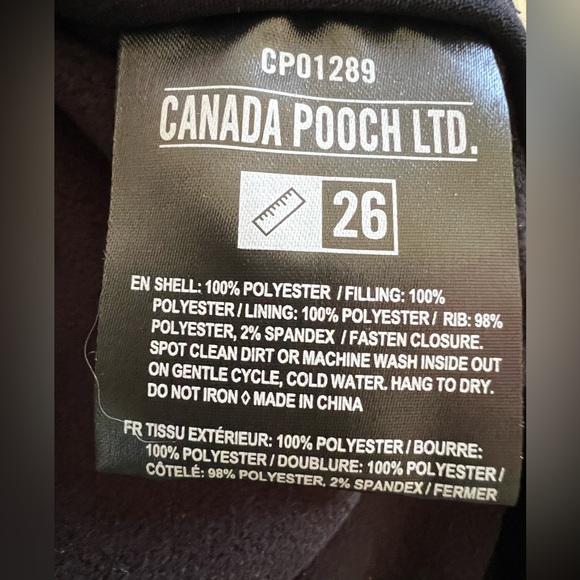 CP01289
CANADA POOCH LTD.
26
EN SHELL: 100% POLYESTER / FILLING: 100%
POLYESTER / LINING: 100% POLYESTER / RIB: 98%
POLYESTER, 2% SPANDEX / FASTEN CLOSURE.
SPOT CLEAN DIRT OR MACHINE WASH INSIDE OUT
ON GENTLE CYCLE, COLD WATER. HANG TO DRY.
DO NOT IRON ◊ MADE IN CHINA
FR TISSU EXTÉRIEUR: 100% POLYESTER / BOURRE:
100% POLYESTER / DOUBLURE: 100% POLYESTER /
CÔTELÉ: 98% POLYESTER, 2% SPANDEX / FERMER